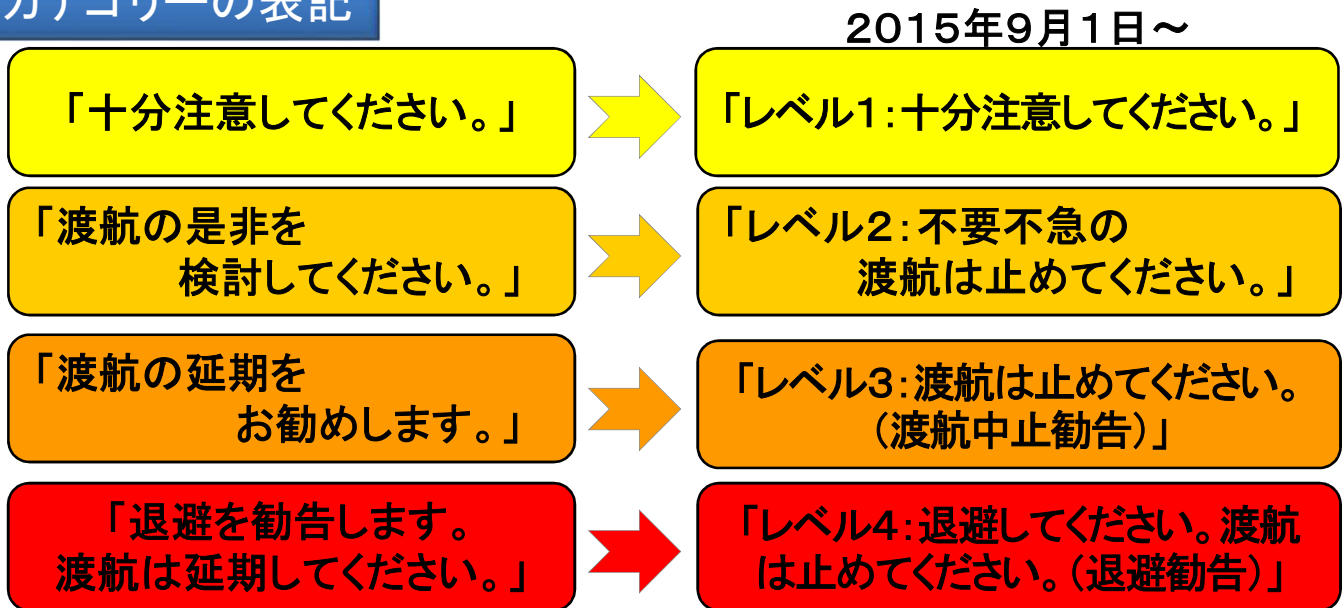 カテゴリーの表記
2015年9月1日~
「十分注意してください。」
「レベル1:十分注意してください。」
「渡航の是非を
検討してください。」
「レベル2:不要不急の
渡航は止めてください。」
「渡航の延期を
お勧めします。」
「レベル3:渡航は止めてください。
(渡航中止勧告)」
「退避を勧告します。
渡航は延期してください。」
「レベル4:退避してください。渡航
は止めてください。(退避勧告)」